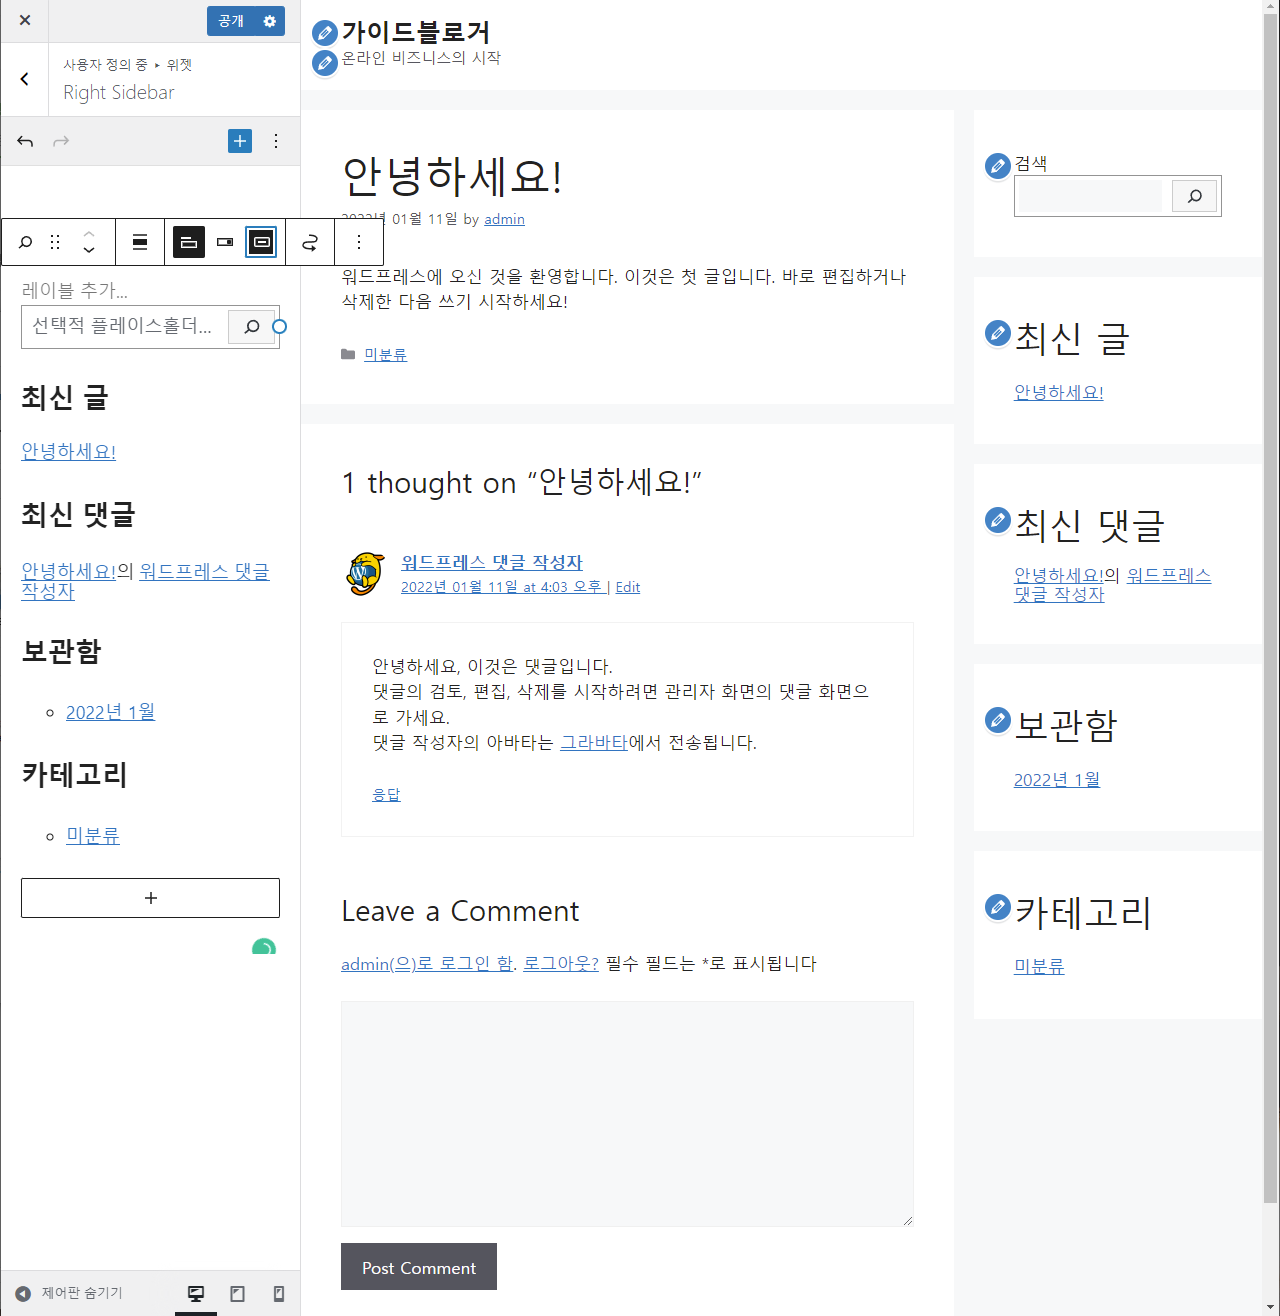 공개
사용자 정의 중 ▸ 위젯
Right Sidebar
레이블 추가...
선택적 플레이스홀더...
최신 글
안녕하세요!
최신 댓글
안녕하세요!의 워드프레스 댓글
작성자
보관함
2022년 1월
카테고리
미분류
제어판 숨기기
가이드블로거
온라인 비즈니스의 시작
안녕하세요!
2022년 01월 11일 by admin
워드프레스에 오신 것을 환영합니다. 이것은 첫 글입니다. 바로 편집하거나
삭제한 다음 쓰기 시작하세요!
미분류
1 thought on “안녕하세요!”
워드프레스 댓글 작성자
2022년 01월 11일 at 4:03 오후 | Edit
안녕하세요, 이것은 댓글입니다.
댓글의 검토, 편집, 삭제를 시작하려면 관리자 화면의 댓글 화면으
로 가세요.
댓글 작성자의 아바타는 그라바타에서 전송됩니다.
응답
Leave a Comment
admin(으)로 로그인 함. 로그아웃? 필수 필드는 *로 표시됩니다
Post Comment
검색
최신 글
안녕하세요!
최신 댓글
안녕하세요!의 워드프레스
댓글 작성자
보관함
2022년 1월
카테고리
미분류